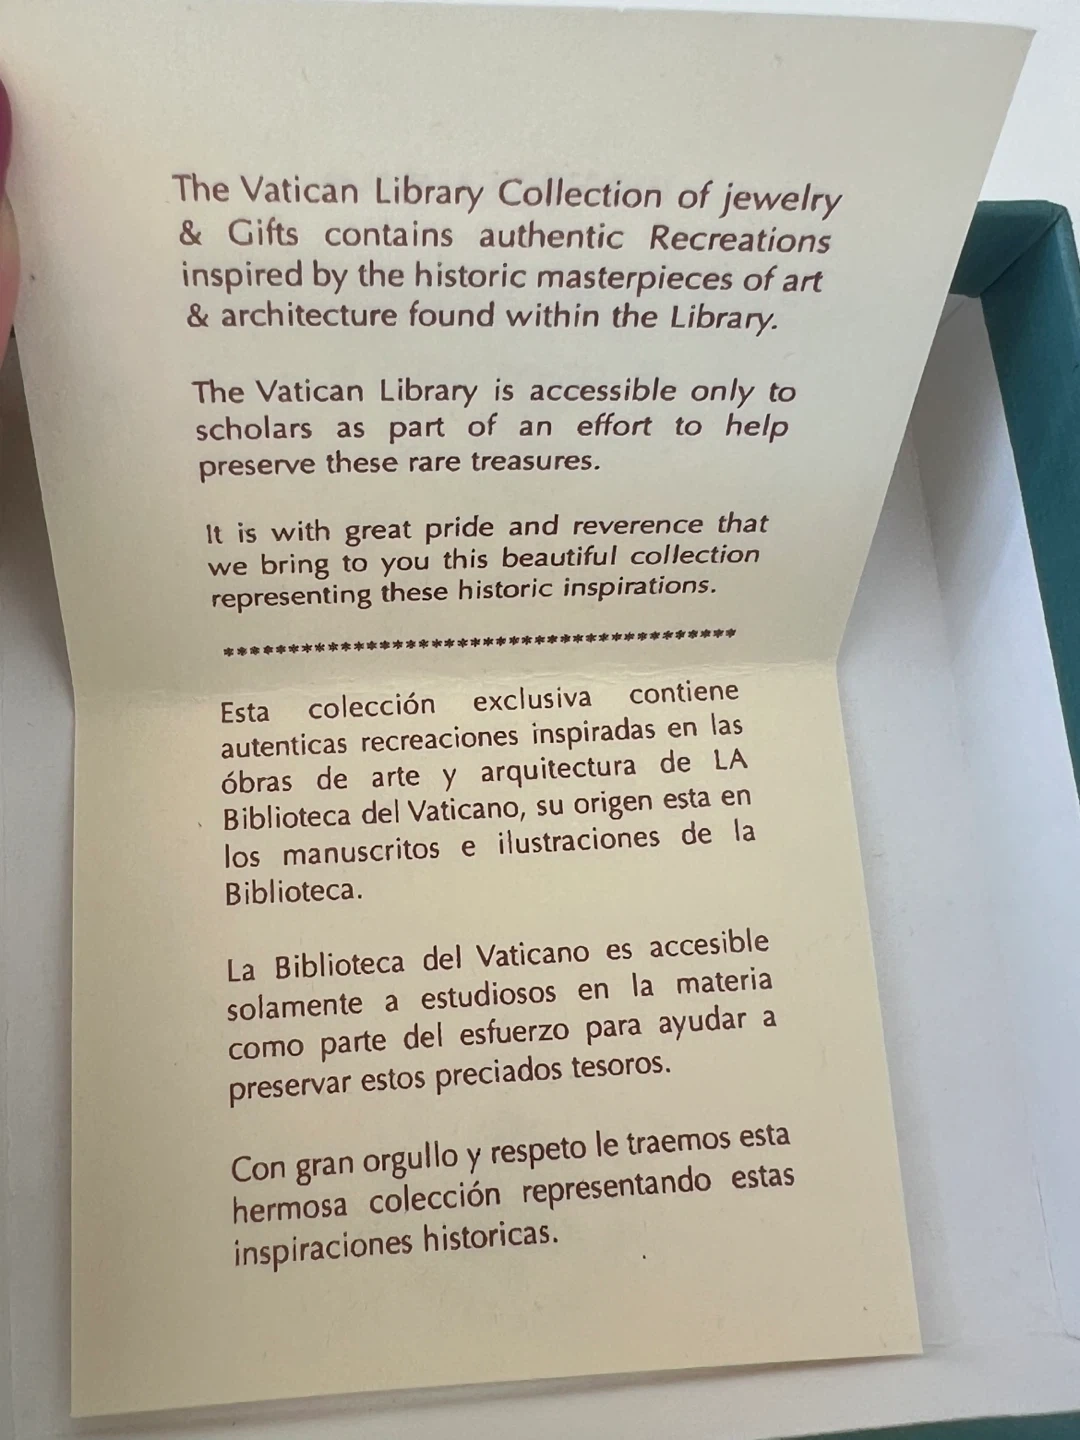 The Vatican Library Collection of jewelry
& Gifts contains authentic Recreations
inspired by the historic masterpieces of art
& architecture found within the Library.
The Vatican Library is accessible only to
scholars as part of an effort to help
preserve these rare treasures.
It is with great pride and reverence that
we bring to you this beautiful collection
representing these historic inspirations.
****************************************
Esta colección exclusiva contiene
autenticas recreaciones inspiradas en las
óbras de arte y arquitectura de LA
Biblioteca del Vaticano, su origen esta en
los manuscritos e ilustraciones de la
Biblioteca.
La Biblioteca del Vaticano es accesible
solamente a estudiosos en la materia
como parte del esfuerzo para ayudar a
preservar estos preciados tesoros.
Con gran orgullo y respeto le traemos esta
hermosa colección representando estas
inspiraciones historicas.